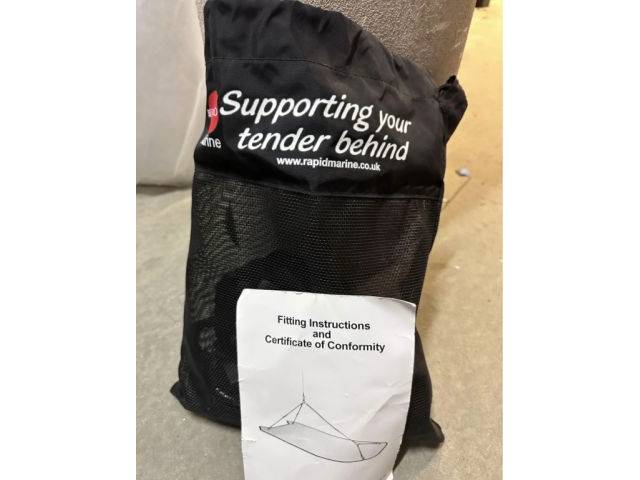 Supporting your
tender behind
www.rapidmarine.co.uk
Fitting Instructions
and
Certificate of Conformity